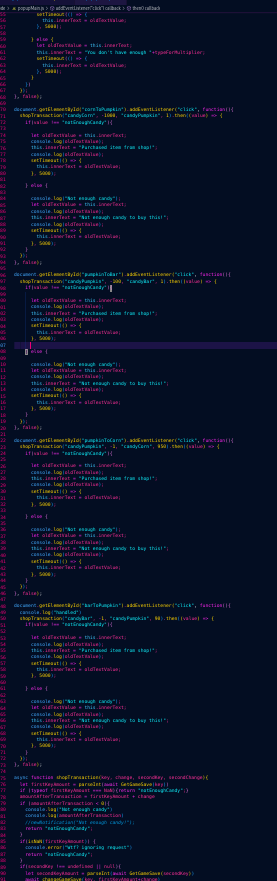 popupMain.js > addEventListener("click") callback > then() callback
setTimeout(() => {
this.innerText = oldTextValue;
}, 5000);
} else {
let oldTextValue = this.innerText;
this.innerText = "You don't have enough "+typeForMultiplier;
setTimeout(() => {
this.innerText = oldTextValue;
}, 5000);
}
})
});
}, false);
document.getElementById("cornToPumpkin").addEventListener("click", function(){
shopTransaction("candyCorn", -1000, "candyPumpkin", 1).then((value) => {
if(value !== "notEnoughCandy"){
let oldTextValue = this.innerText;
console.log(oldTextValue);
this.innerText = "Purchased item from shop!";
console.log(oldTextValue);
setTimeout(() => {
this.innerText = oldTextValue;
}, 5000);
} else {
console.log("Not enough candy");
let oldTextValue = this.innerText;
console.log(oldTextValue);
this.innerText = "Not enough candy to buy this!";
console.log(oldTextValue);
setTimeout(() => {
this.innerText = oldTextValue;
}, 5000);
}
});
}, false);
document.getElementById("pumpkinToBar").addEventListener("click", function(){
shopTransaction("candyPumpkin", -100, "candyBar", 1).then((value) => {
if(value !== "notEnoughCandy"){
let oldTextValue = this.innerText;
console.log(oldTextValue);
this.innerText = "Purchased item from shop!";
console.log(oldTextValue);
setTimeout(() => {
this.innerText = oldTextValue;
}, 5000);
} else {
console.log("Not enough candy");
let oldTextValue = this.innerText;
console.log(oldTextValue);
this.innerText = "Not enough candy to buy this!";
console.log(oldTextValue);
setTimeout(() => {
this.innerText = oldTextValue;
}, 5000);
}
});
}, false);
document.getElementById("pumpkinToCorn").addEventListener("click", function(){
shopTransaction("candyPumpkin", -1, "candyCorn", 950).then((value) => {
if(value !== "notEnoughCandy"){
let oldTextValue = this.innerText;
console.log(oldTextValue);
this.innerText = "Purchased item from shop!";
console.log(oldTextValue);
setTimeout(() => {
this.innerText = oldTextValue;
}, 5000);
} else {
console.log("Not enough candy");
let oldTextValue = this.innerText;
console.log(oldTextValue);
this.innerText = "Not enough candy to buy this!";
console.log(oldTextValue);
setTimeout(() => {
this.innerText = oldTextValue;
}, 5000);
}
});
}, false);
document.getElementById("barToPumpkin").addEventListener("click", function(){
console.log("handled")
shopTransaction("candyBar", -1, "candyPumpkin", 90).then((value) => {
if(value !== "notEnoughCandy"){
let oldTextValue = this.innerText;
console.log(oldTextValue);
this.innerText = "Purchased item from shop!";
console.log(oldTextValue);
setTimeout(() => {
this.innerText = oldTextValue;
}, 5000);
} else {
console.log("Not enough candy");
let oldTextValue = this.innerText;
console.log(oldTextValue);
this.innerText = "Not enough candy to buy this!";
console.log(oldTextValue);
setTimeout(() => {
this.innerText = oldTextValue;
}, 5000);
}
});
}, false);
async function shopTransaction(key, change, secondKey, secondChange){
let firstKeyAmount = parseInt(await GetGameSave(key))
if (typeof firstKeyAmount === NaN){return "notEnoughCandy";}
amountAfterTransaction = firstKeyAmount + change
if (amountAfterTransaction < 0){
console.log("Not enough candy")
console.log(amountAfterTransaction)
//newNotification("Not enough candy!");
return "notEnoughCandy";
}
if(isNaN(firstKeyAmount)){
console.error("wtf! ignoring request")
return "notEnoughCandy";
}
if(secondKey !== undefined || null){
let secondKeyAmount = parseInt(await GetGameSave(secondKey))
await changeGameSave(key, firstKeyAmount+change)